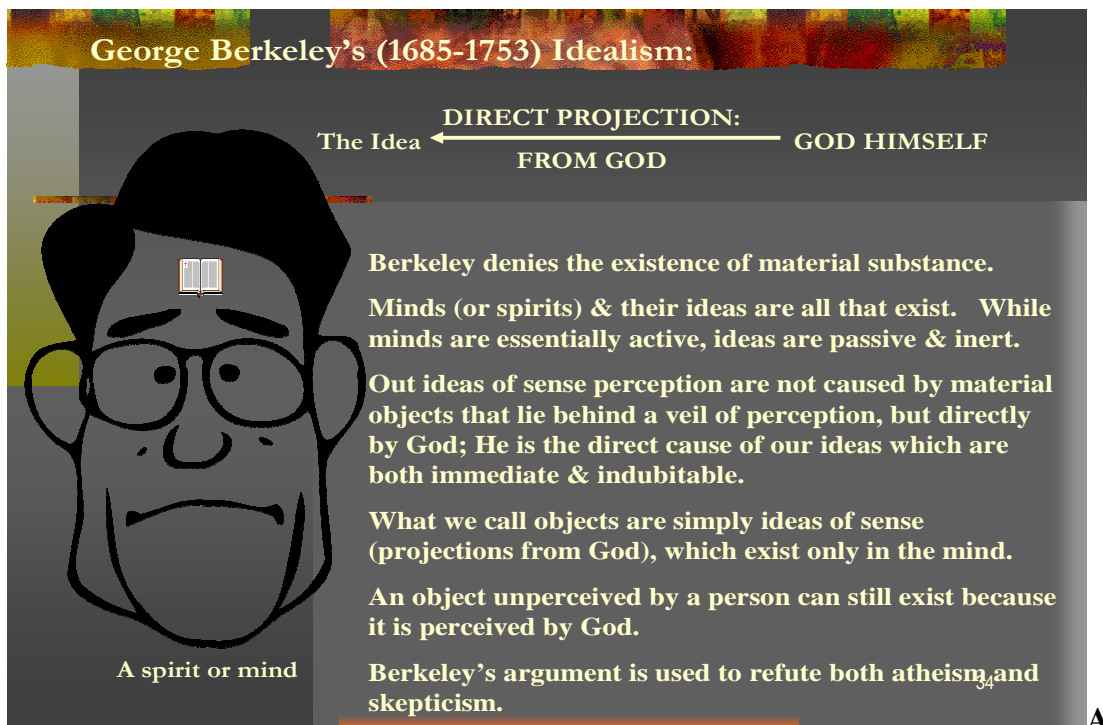 George Berkeley's (1685-1753) Idealism:
DIRECT PROJECTION:
The Idea
GOD HIMSELF
FROM GOD
Berkeley denies the existence of material substance.
Minds (or spirits) & their ideas are all that exist. While
minds are essentially active, ideas are passive & inert.
Out ideas of sense perception are not caused by material
objects that lie behind a veil of perception, but directly
by God; He is the direct cause of our ideas which are
both immediate & indubitable.
What we call objects are simply ideas of sense
(projections from God), which exist only in the mind.
An object unperceived by a person can still exist because
it is perceived by God.
A spirit or mind
Berkeley's argument is used to refute both atheism and
skepticism.
34
A